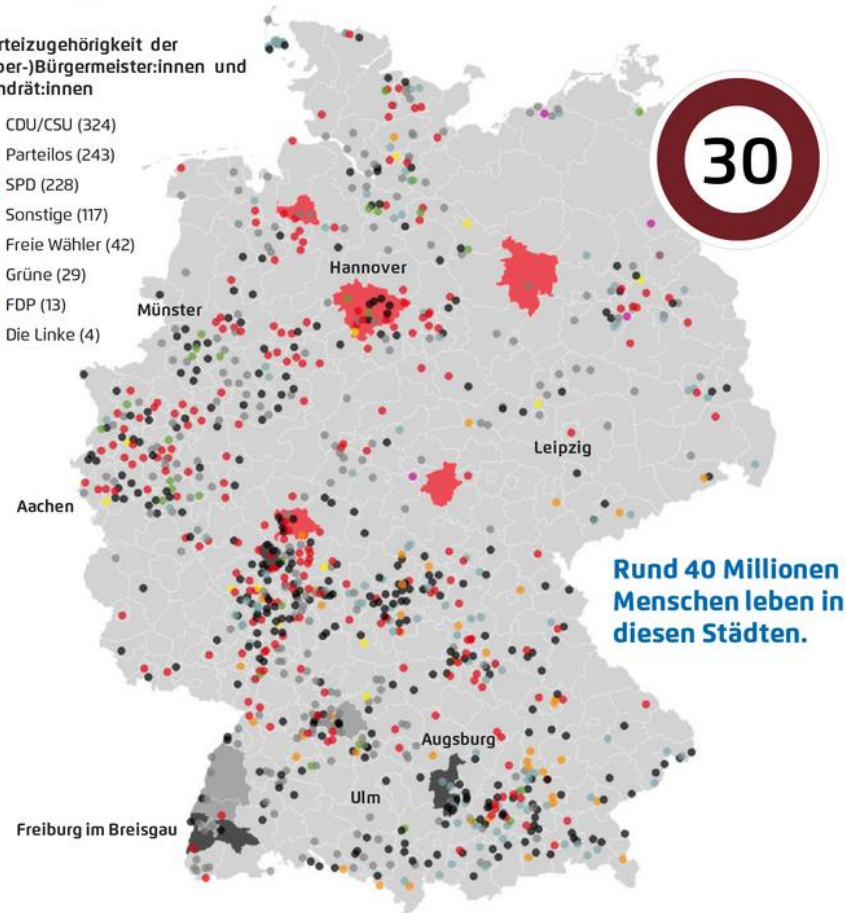 rteizugehörigkeit der
ber-)Bürgermeister:innen und
ndrät:innen
CDU/CSU (324)
Parteilos (243)
SPD (228)
Sonstige (117)
Freie Wähler (42)
Grüne (29)
FDP (13)
Die Linke (4)
30
Hannover
Münster
Leipzig
Aachen
Rund 40 Millionen
Menschen leben in
diesen Städten.
Augsburg
Ulm
Freiburg im Breisgau